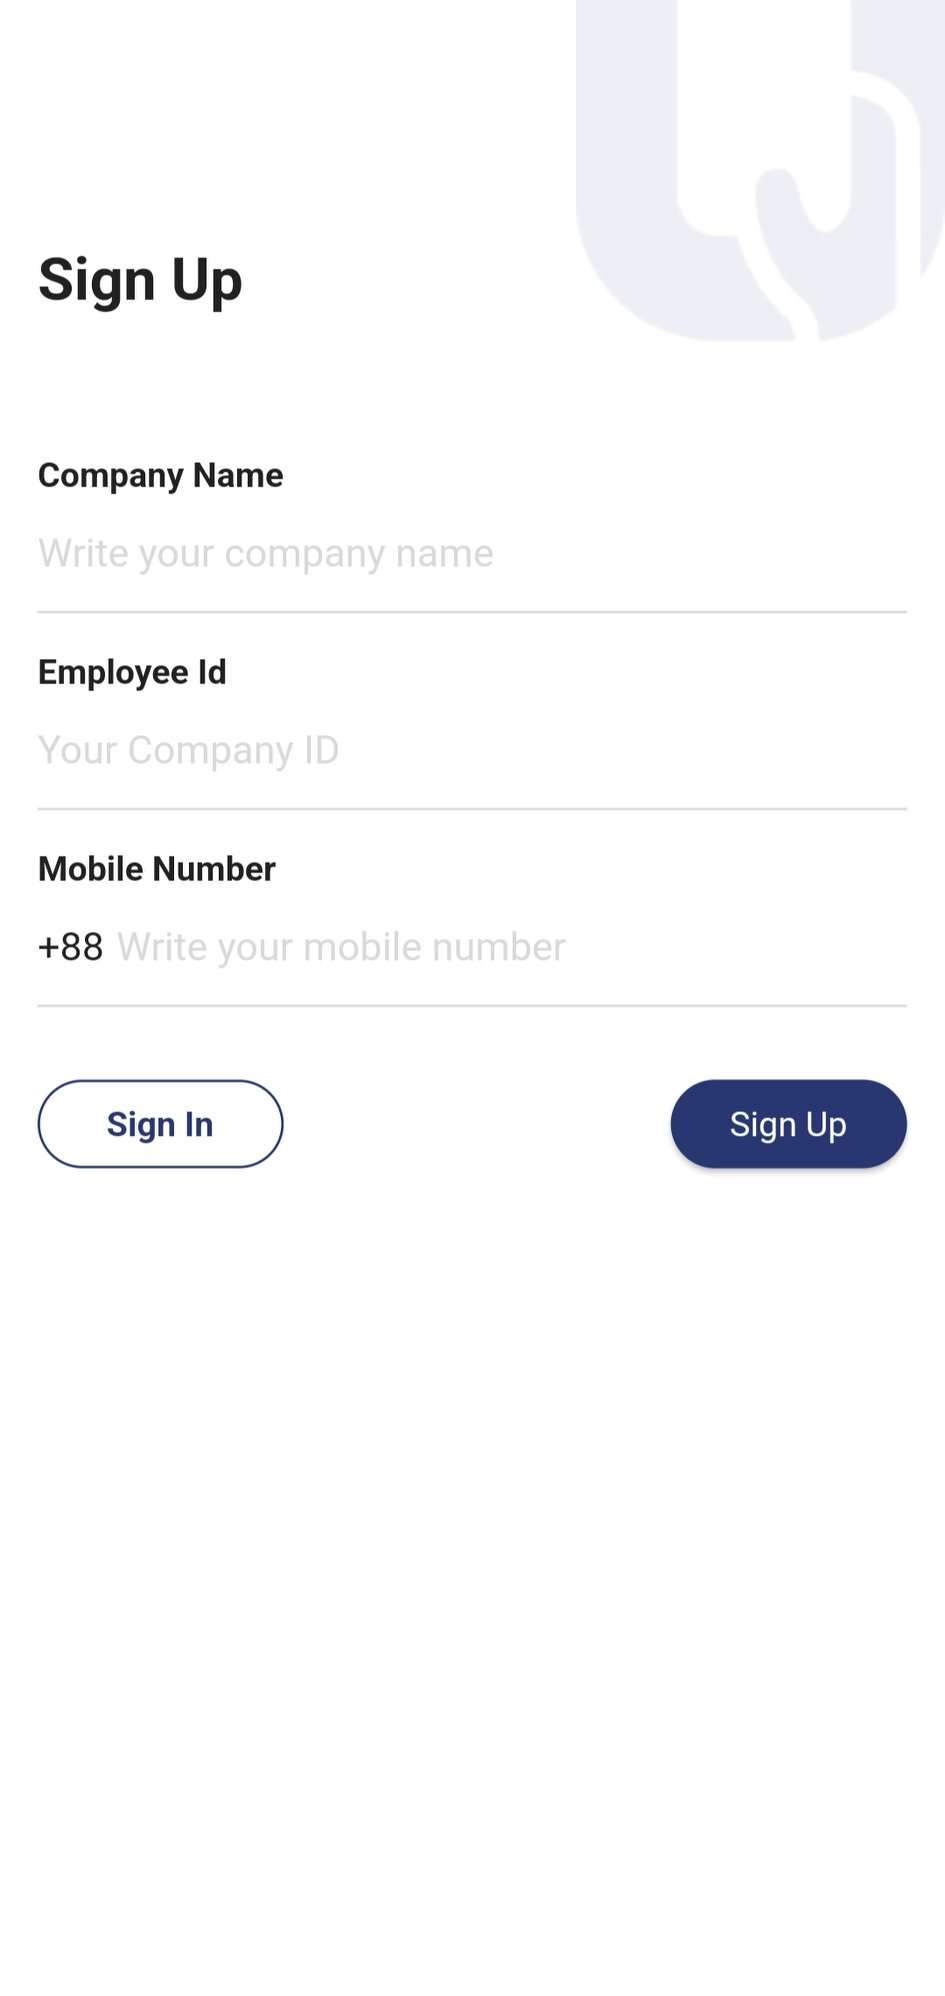 Sign Up
Company Name
Write your company name
Employee Id
Your Company ID
Mobile Number
+88 Write your mobile number
Sign In
Sign Up